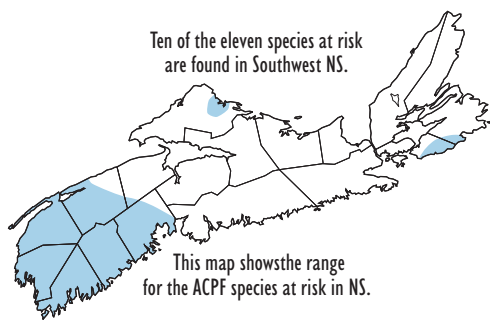 Ten of the eleven species at risk
are found in Southwest NS.
This map showsthe range
for the ACPF species at risk in NS.